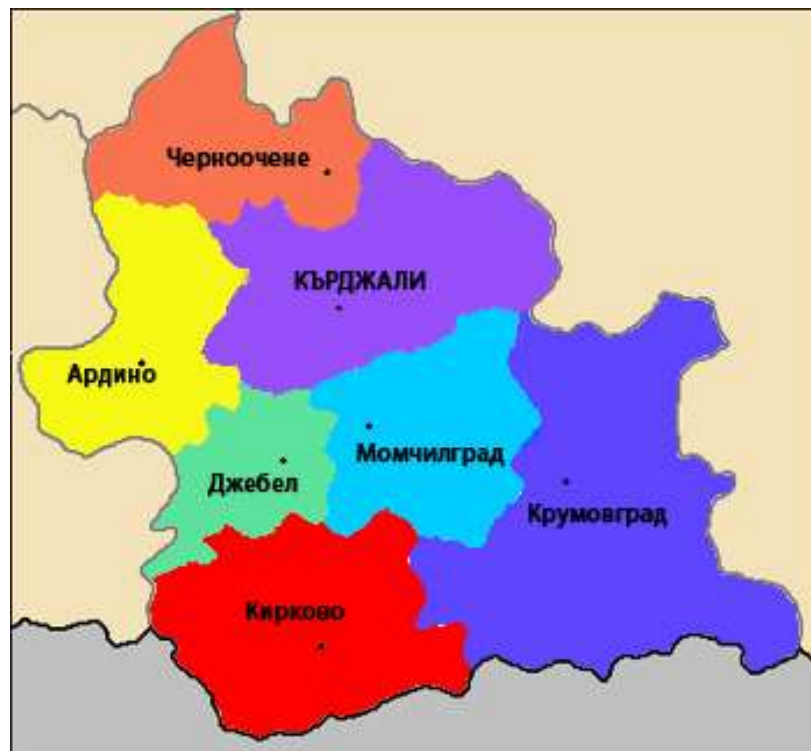 Черноочене
КЪРДЖАЛИ
Ардино
Момчилград
Джебел
Крумовград
Кирково